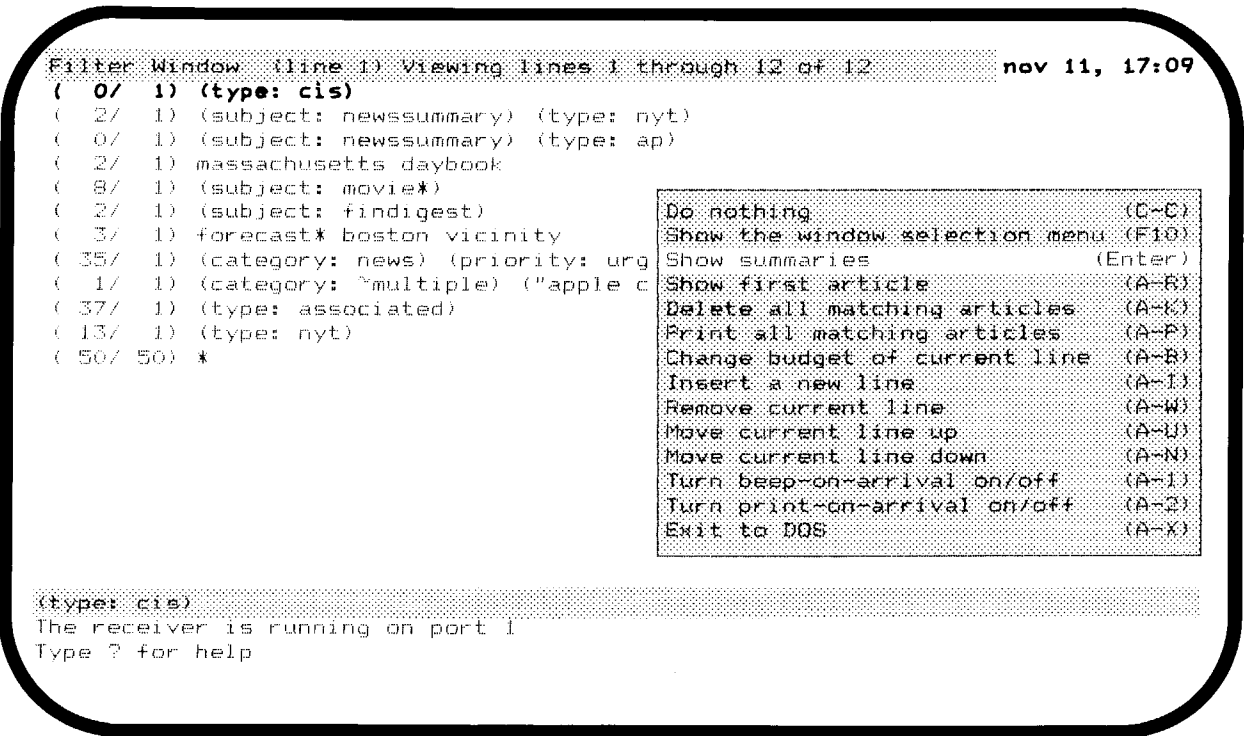 Filter Window (line 1) Viewing lines 1 through 12 of 12 nov 11, 17:09
( 0/ 1) (type: cis)
( 2/ 1) (subject: newssummary) (type: nyt)
( 0/ 1) (subject: newssummary) (type: ap)
( 2/ 1) massachusetts daybook
( 8/ 1) (subject: movie*)
( 2/ 1) (subject: findigest)
( 3/ 1) forecast* boston vicinity
( 35/ 1) (category: news) (priority: urg
( 1/ 1) (category: ~multiple) ("apple c
( 37/ 1) (type: associated)
( 13/ 1) (type: nyt)
( 50/ 50) *
Do nothing (C-C)
Show the window selection menu (F10)
Show summaries (Enter)
Show first article (A-R)
Delete all matching articles (A-K)
Print all matching articles (A-P)
Change budget of current line (A-B)
Insert a new line (A-I)
Remove current line (A-W)
Move current line up (A-U)
Move current line down (A-N)
Turn beep-on-arrival on/off (A-1)
Turn print-on-arrival on/off (A-2)
Exit to DOS (A-X)
(type: cis)
The receiver is running on port 1
Type ? for help